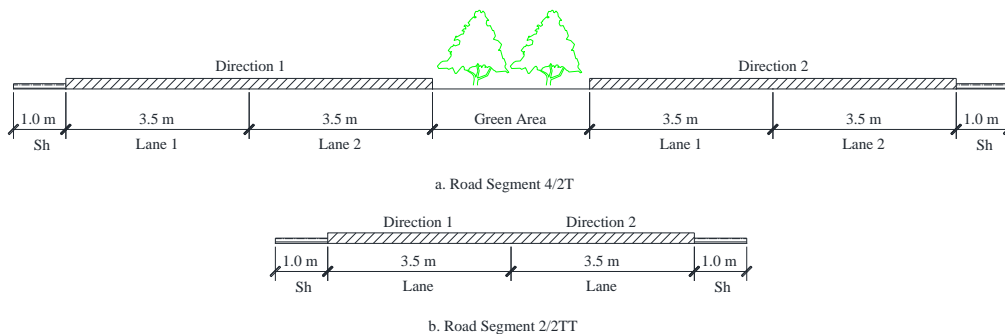 Direction 1 Direction 2
1.0 m 3.5 m 3.5 m Green Area 3.5 m 3.5 m 1.0 m
Sh Lane 1 Lane 2 Lane 1 Lane 2 Sh
a. Road Segment 4/2T
Direction 1 Direction 2
1.0 m 3.5 m 3.5 m 1.0 m
Sh Lane Lane Sh
b. Road Segment 2/2TT